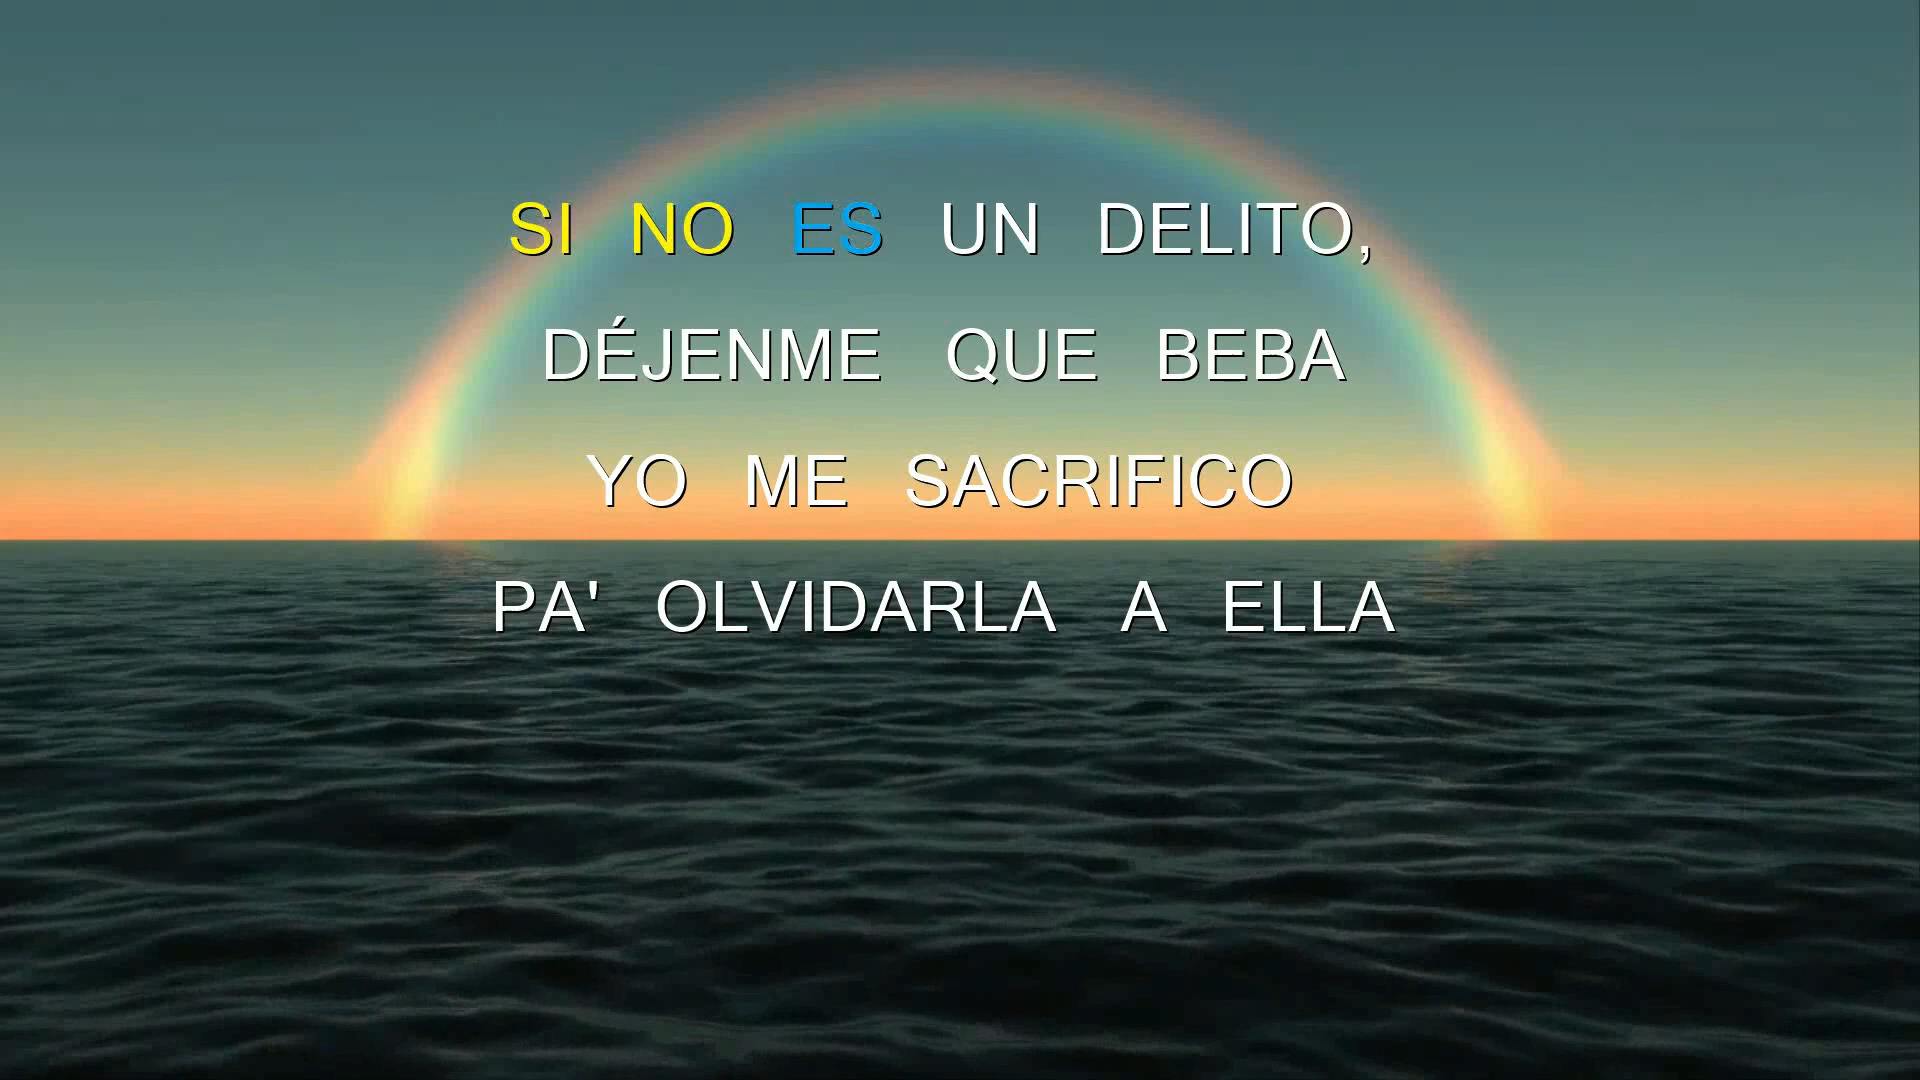 SI NO ES UN DELITO,
DÉJENME QUE BEBA
YO ME SACRIFICO
PA' OLVIDARLA A ELLA